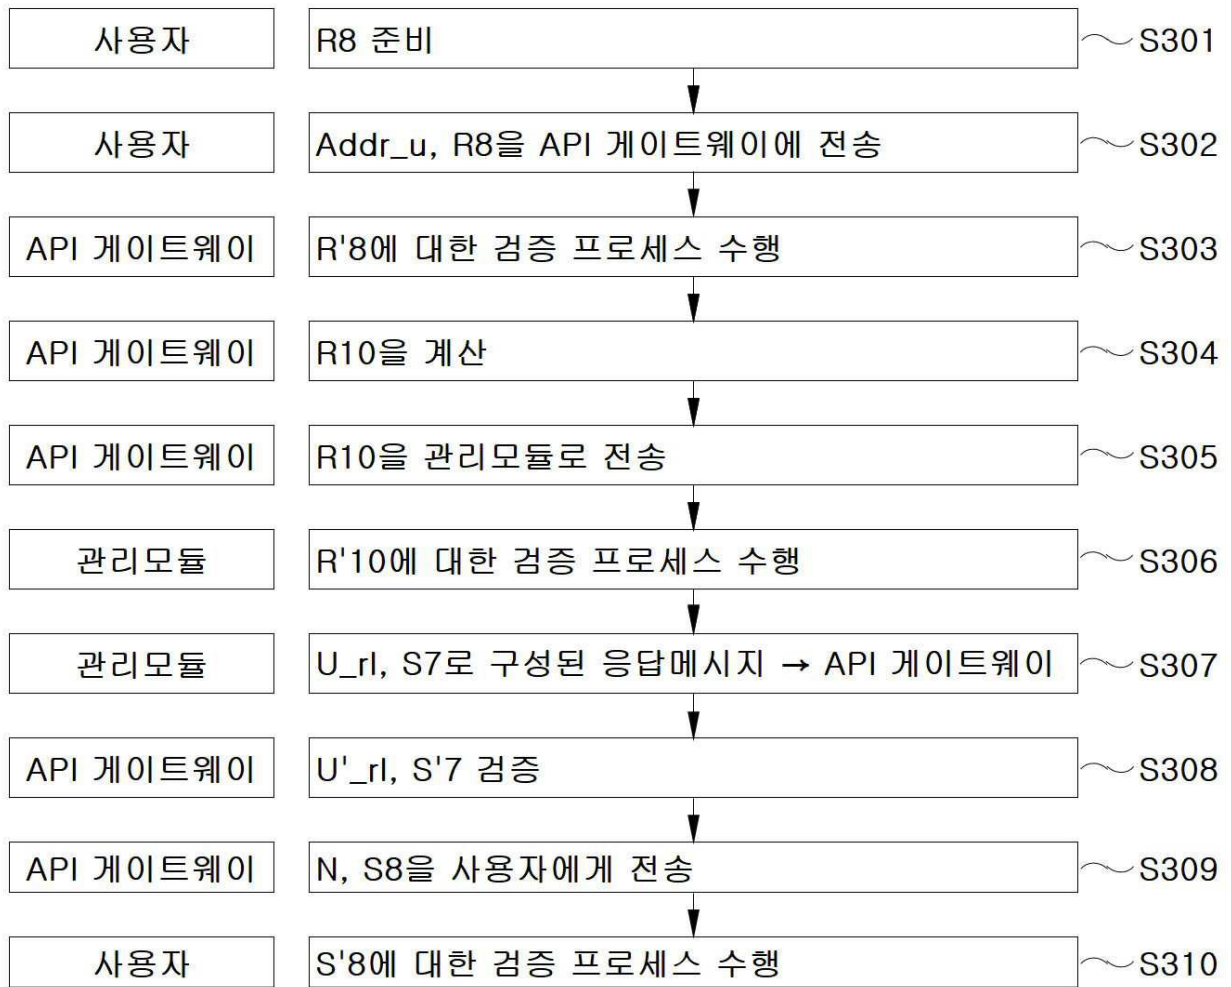 사용자 R8 준비 S301
사용자 Addr_u, R8을 API 게이트웨이에 전송 S302
API 게이트웨이 R'8에 대한 검증 프로세스 수행 S303
API 게이트웨이 R10을 계산 S304
API 게이트웨이 R10을 관리모듈로 전송 S305
관리모듈 R'10에 대한 검증 프로세스 수행 S306
관리모듈 U_rl, S7로 구성된 응답메시지 → API 게이트웨이 S307
API 게이트웨이 U'_rl, S'7 검증 S308
API 게이트웨이 N, S8을 사용자에게 전송 S309
사용자 S'8에 대한 검증 프로세스 수행 S310